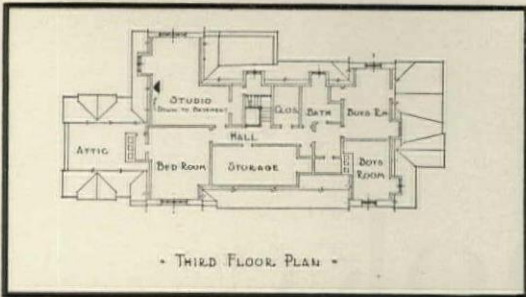 STUDIO
(DOWN TO BASEMENT
CLOS.
BATH
BOYS RM
HALL
ATTIC
BED ROOM
STORAGE
BOYS
ROOM
- THIRD FLOOR PLAN -